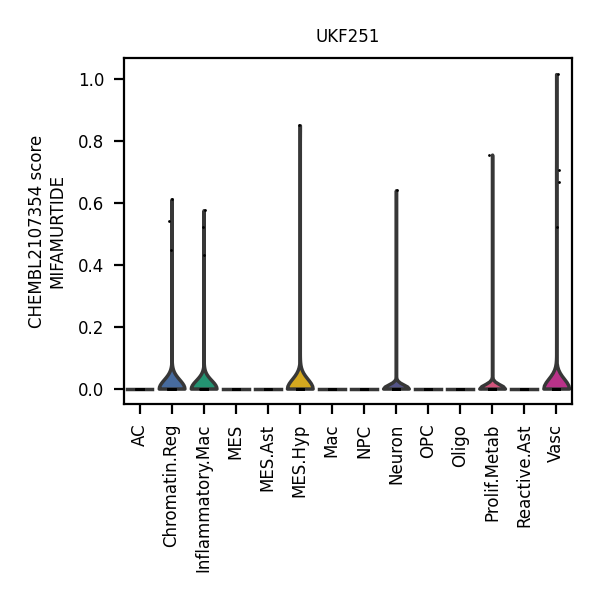 UKF251
CHEMBL2107354 score
MIFAMURTIDE
1.0
0.8
0.6
0.4
0.2
0.0
AC
Chromatin.Reg
Inflammatory.Mac
MES
MES.Ast
MES.Hyp
Mac
NPC
Neuron
OPC
Oligo
Prolif.Metab
Reactive.Ast
Vasc